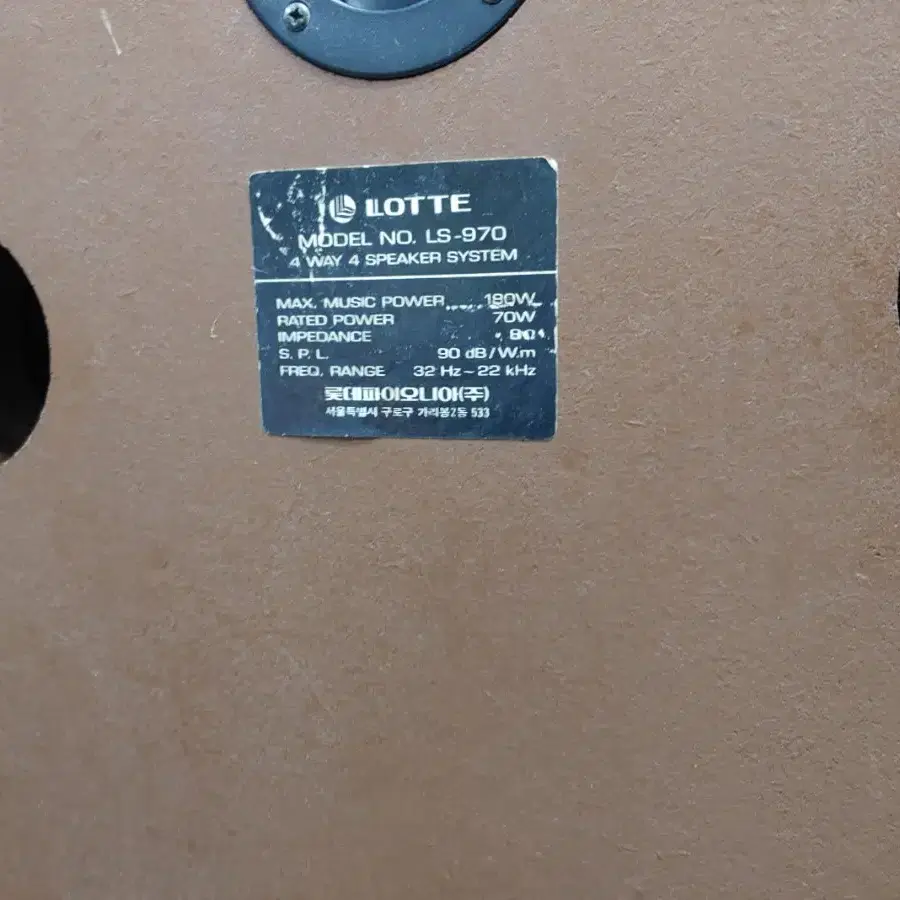 LOTTE
MODEL NO. LS-970
4 WAY 4 SPEAKER SYSTEM
MAX. MUSIC POWER 180W
RATED POWER 70W
IMPEDANCE 8Ω
S. P. L. 90 dB/W.m
FREQ. RANGE 32 Hz~22 kHz
롯데파이오니아(주)
서울특별시 구로구 가리봉2동 533